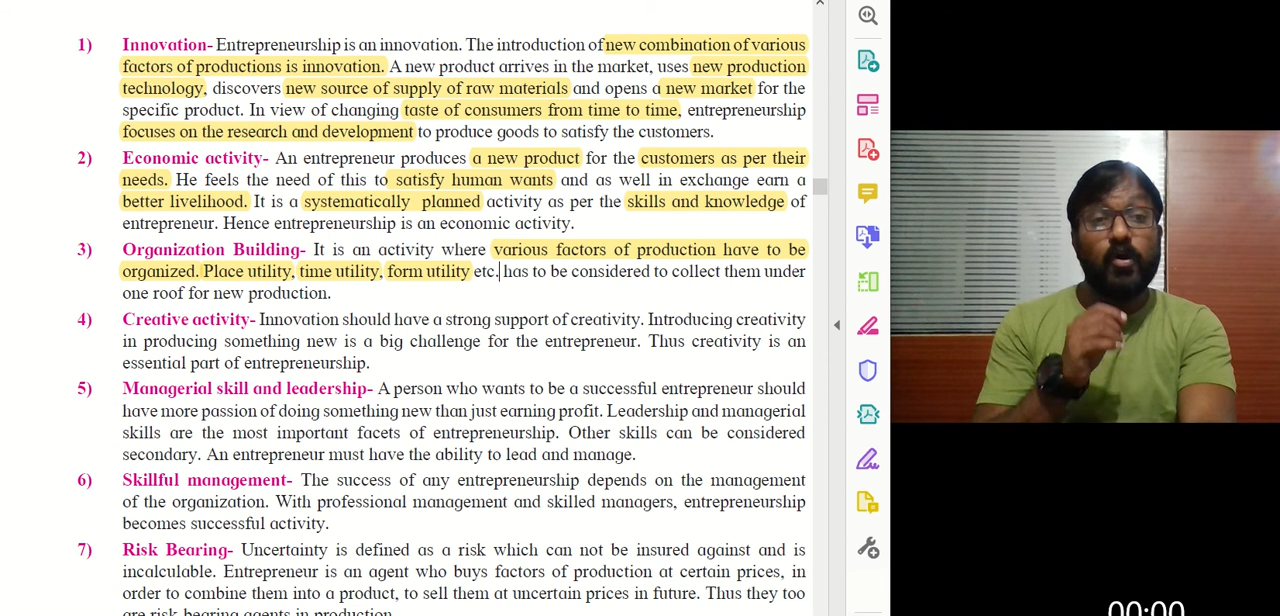 1) Innovation- Entrepreneurship is an innovation. The introduction of new combination of various
factors of productions is innovation. A new product arrives in the market, uses new production
technology, discovers new source of supply of raw materials and opens a new market for the
specific product. In view of changing taste of consumers from time to time, entrepreneurship
focuses on the research and development to produce goods to satisfy the customers.
2) Economic activity- An entrepreneur produces a new product for the customers as per their
needs. He feels the need of this to satisfy human wants and as well in exchange earn a
better livelihood. It is a systematically planned activity as per the skills and knowledge of
entrepreneur. Hence entrepreneurship is an economic activity.
3) Organization Building- It is an activity where various factors of production have to be
organized. Place utility, time utility, form utility etc. has to be considered to collect them under
one roof for new production.
4) Creative activity- Innovation should have a strong support of creativity. Introducing creativity
in producing something new is a big challenge for the entrepreneur. Thus creativity is an
essential part of entrepreneurship.
5) Managerial skill and leadership- A person who wants to be a successful entrepreneur should
have more passion of doing something new than just earning profit. Leadership and managerial
skills are the most important facets of entrepreneurship. Other skills can be considered
secondary. An entrepreneur must have the ability to lead and manage.
6) Skillful management- The success of any entrepreneurship depends on the management
of the organization. With professional management and skilled managers, entrepreneurship
becomes successful activity.
7) Risk Bearing- Uncertainty is defined as a risk which can not be insured against and is
incalculable. Entrepreneur is an agent who buys factors of production at certain prices, in
order to combine them into a product, to sell them at uncertain prices in future. Thus they too
are risk bearing agents in production.
00:00